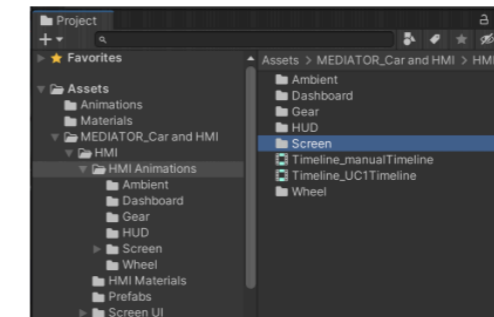 Project
Favorites
Assets
Animations
Materials
MEDIATOR_Car and HMI
HMI
HMI Animations
Ambient
Dashboard
Gear
HUD
Screen
Wheel
HMI Materials
Prefabs
Screen UI
Assets > MEDIATOR_Car and HMI > HMI
Ambient
Dashboard
Gear
HUD
Screen
Timeline_manualTimeline
Timeline_UC1Timeline
Wheel